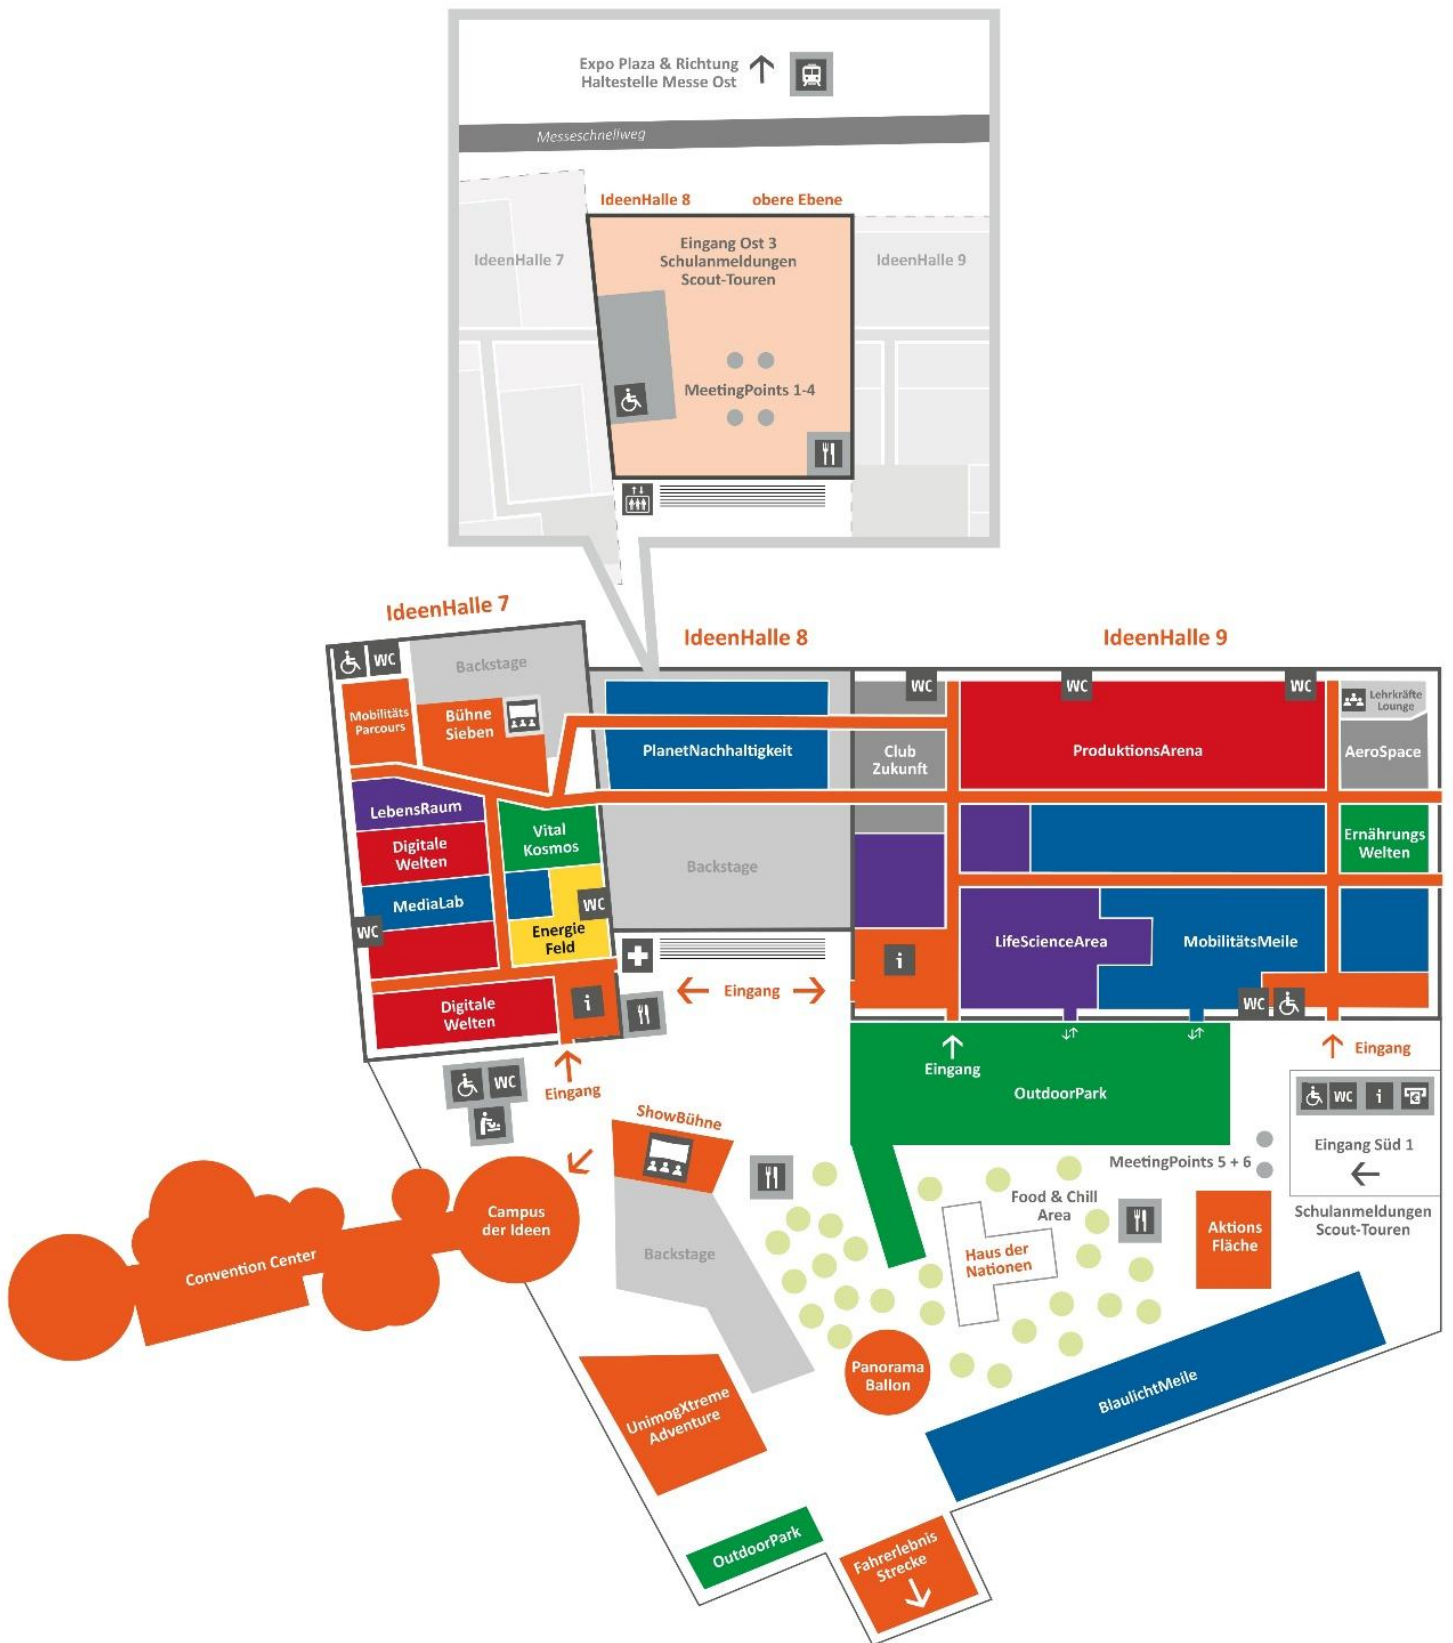 Expo Plaza & Richtung
Haltestelle Messe Ost
Messeschnellweg
IdeenHalle 8
obere Ebene
IdeenHalle 7
Eingang Ost 3
Schulanmeldungen
Scout-Touren
IdeenHalle 9
MeetingPoints 1-4
IdeenHalle 7
IdeenHalle 8
IdeenHalle 9
WC
Backstage
Mobilitäts
Parcours
Bühne
Sieben
PlanetNachhaltigkeit
WC
Club
Zukunft
WC
WC
ProduktionsArena
Lehrkräfte
Lounge
AeroSpace
LebensRaum
Digitale
Welten
Vital
Kosmos
MediaLab
WC
WC
Energie
Feld
Digitale
Welten
i
Backstage
Eingang
i
LifeScienceArea
MobilitätsMeile
Ernährungs
Welten
WC
WC
Eingang
Eingang
Eingang
OutdoorPark
WC
i
€
Eingang Süd 1
MeetingPoints 5 + 6
Schulanmeldungen
Scout-Touren
ShowBühne
Campus
der Ideen
Convention Center
Backstage
Food & Chill
Area
Haus der
Nationen
Aktions
Fläche
Panorama
Ballon
BlaulichtMeile
UnimogXtreme
Adventure
OutdoorPark
Fahrerlebnis
Strecke